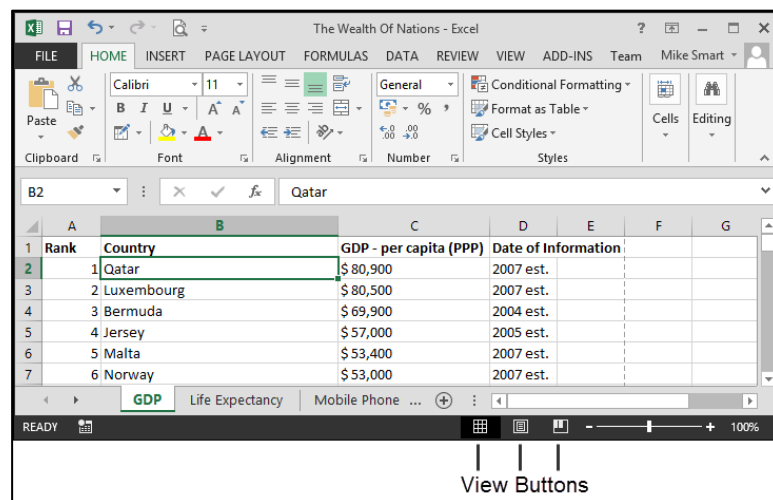 The Wealth Of Nations - Excel ?
FILE HOME INSERT PAGE LAYOUT FORMULAS DATA REVIEW VIEW ADD-INS Team Mike Smart
Calibri 11 General Conditional Formatting
B I U A A % , Format as Table
Paste Cells Editing
A .00 .00 Cell Styles
Clipboard Font Alignment Number Styles
B2 fx Qatar
A B C D E F G
1 Rank Country GDP - per capita (PPP) Date of Information
2 1 Qatar $ 80,900 2007 est.
3 2 Luxembourg $ 80,500 2007 est.
4 3 Bermuda $ 69,900 2004 est.
5 4 Jersey $ 57,000 2005 est.
6 5 Malta $ 53,400 2007 est.
7 6 Norway $ 53,000 2007 est.
GDP Life Expectancy Mobile Phone ...
READY 100%
View Buttons